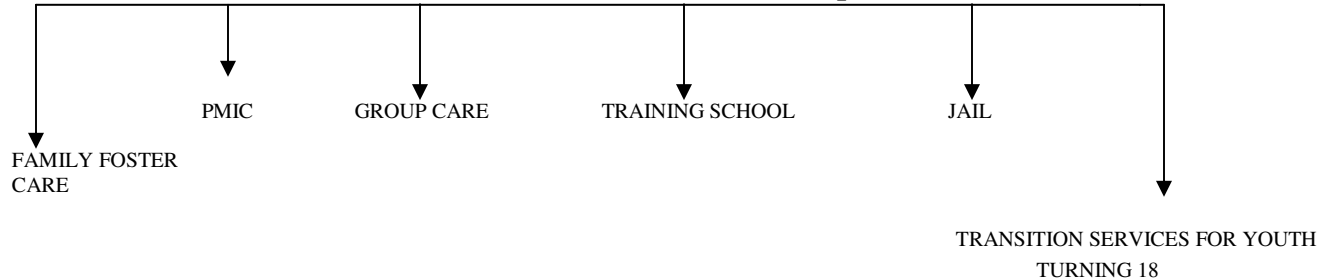 PMIC
GROUP CARE
TRAINING SCHOOL
JAIL
FAMILY FOSTER
CARE
TRANSITION SERVICES FOR YOUTH
TURNING 18